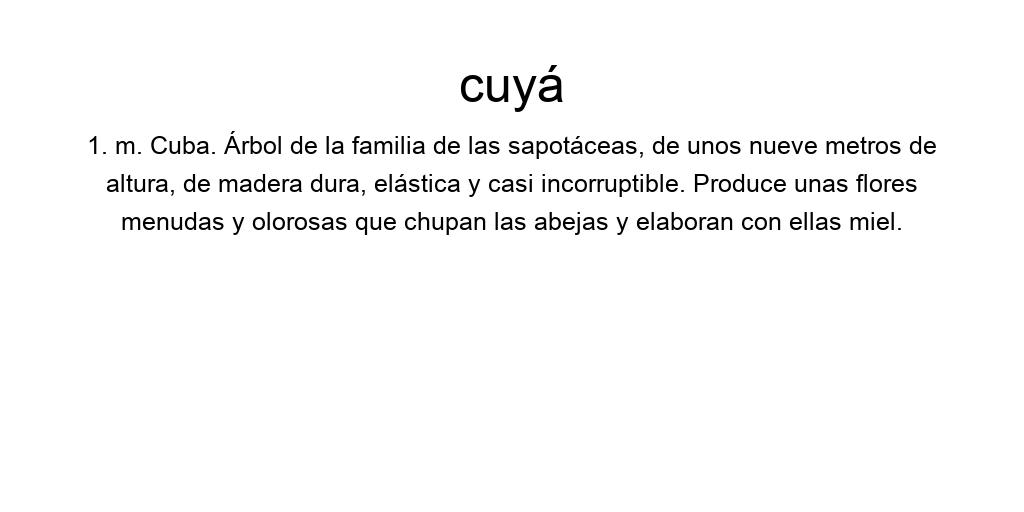 cuyá
1. m. Cuba. Árbol de la familia de las sapotáceas, de unos nueve metros de
altura, de madera dura, elástica y casi incorruptible. Produce unas flores
menudas y olorosas que chupan las abejas y elaboran con ellas miel.